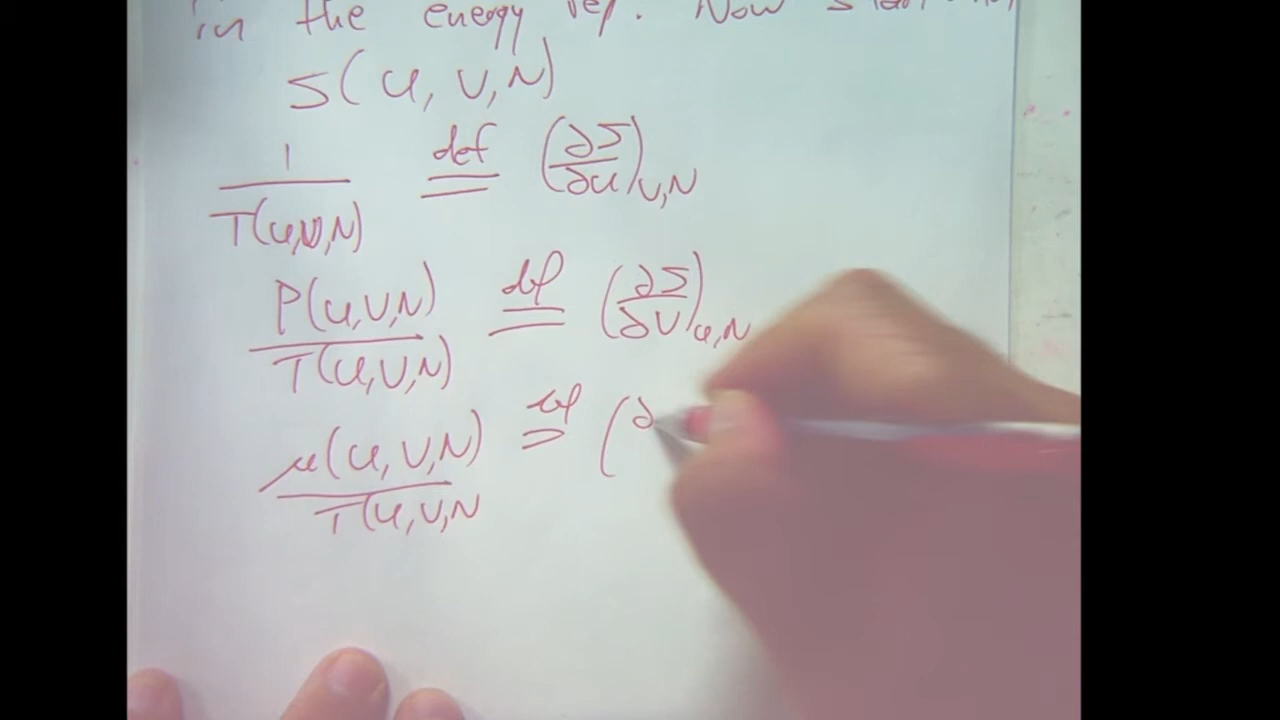 in the energy rep. Now
S(U, V, N)
1 / T(U,V,N) def = (∂S/∂U)V,N
P(U,V,N) / T(U,V,N) def = (∂S/∂V)U,N
μ(U,V,N) / T(U,V,N def = (∂